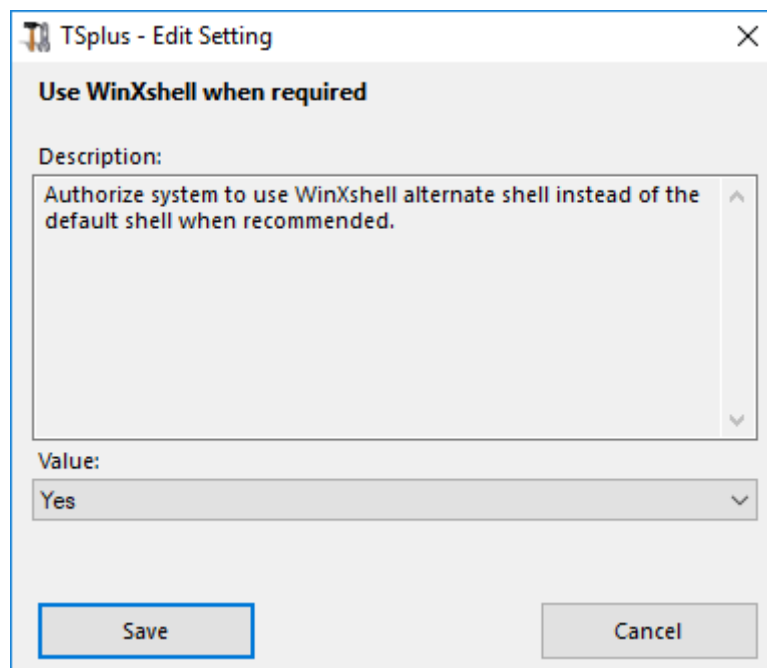 TSplus - Edit Setting
Use WinXshell when required
Description:
Authorize system to use WinXshell alternate shell instead of the
default shell when recommended.
Value:
Yes
Save
Cancel